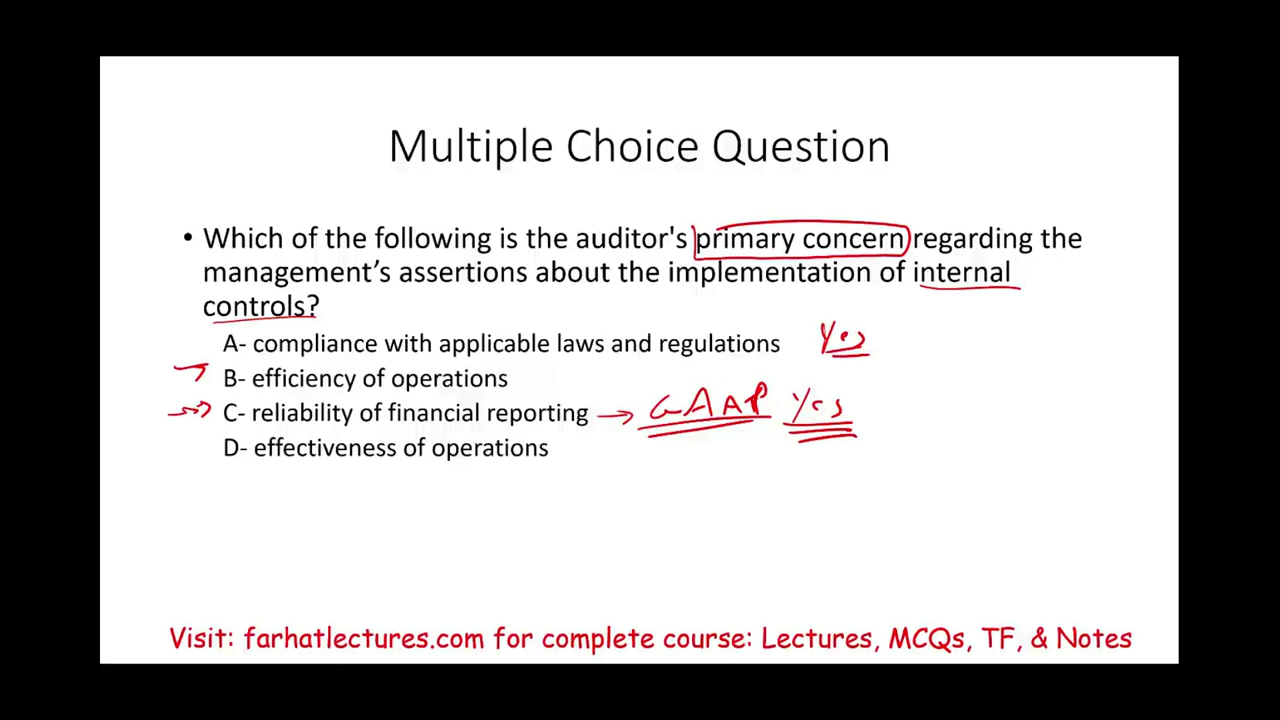 Multiple Choice Question
• Which of the following is the auditor's primary concern regarding the
management’s assertions about the implementation of internal
controls?
A- compliance with applicable laws and regulations Yes
B- efficiency of operations
C- reliability of financial reporting → GAAP Yes
D- effectiveness of operations
Visit: farhatlectures.com for complete course: Lectures, MCQs, TF, & Notes